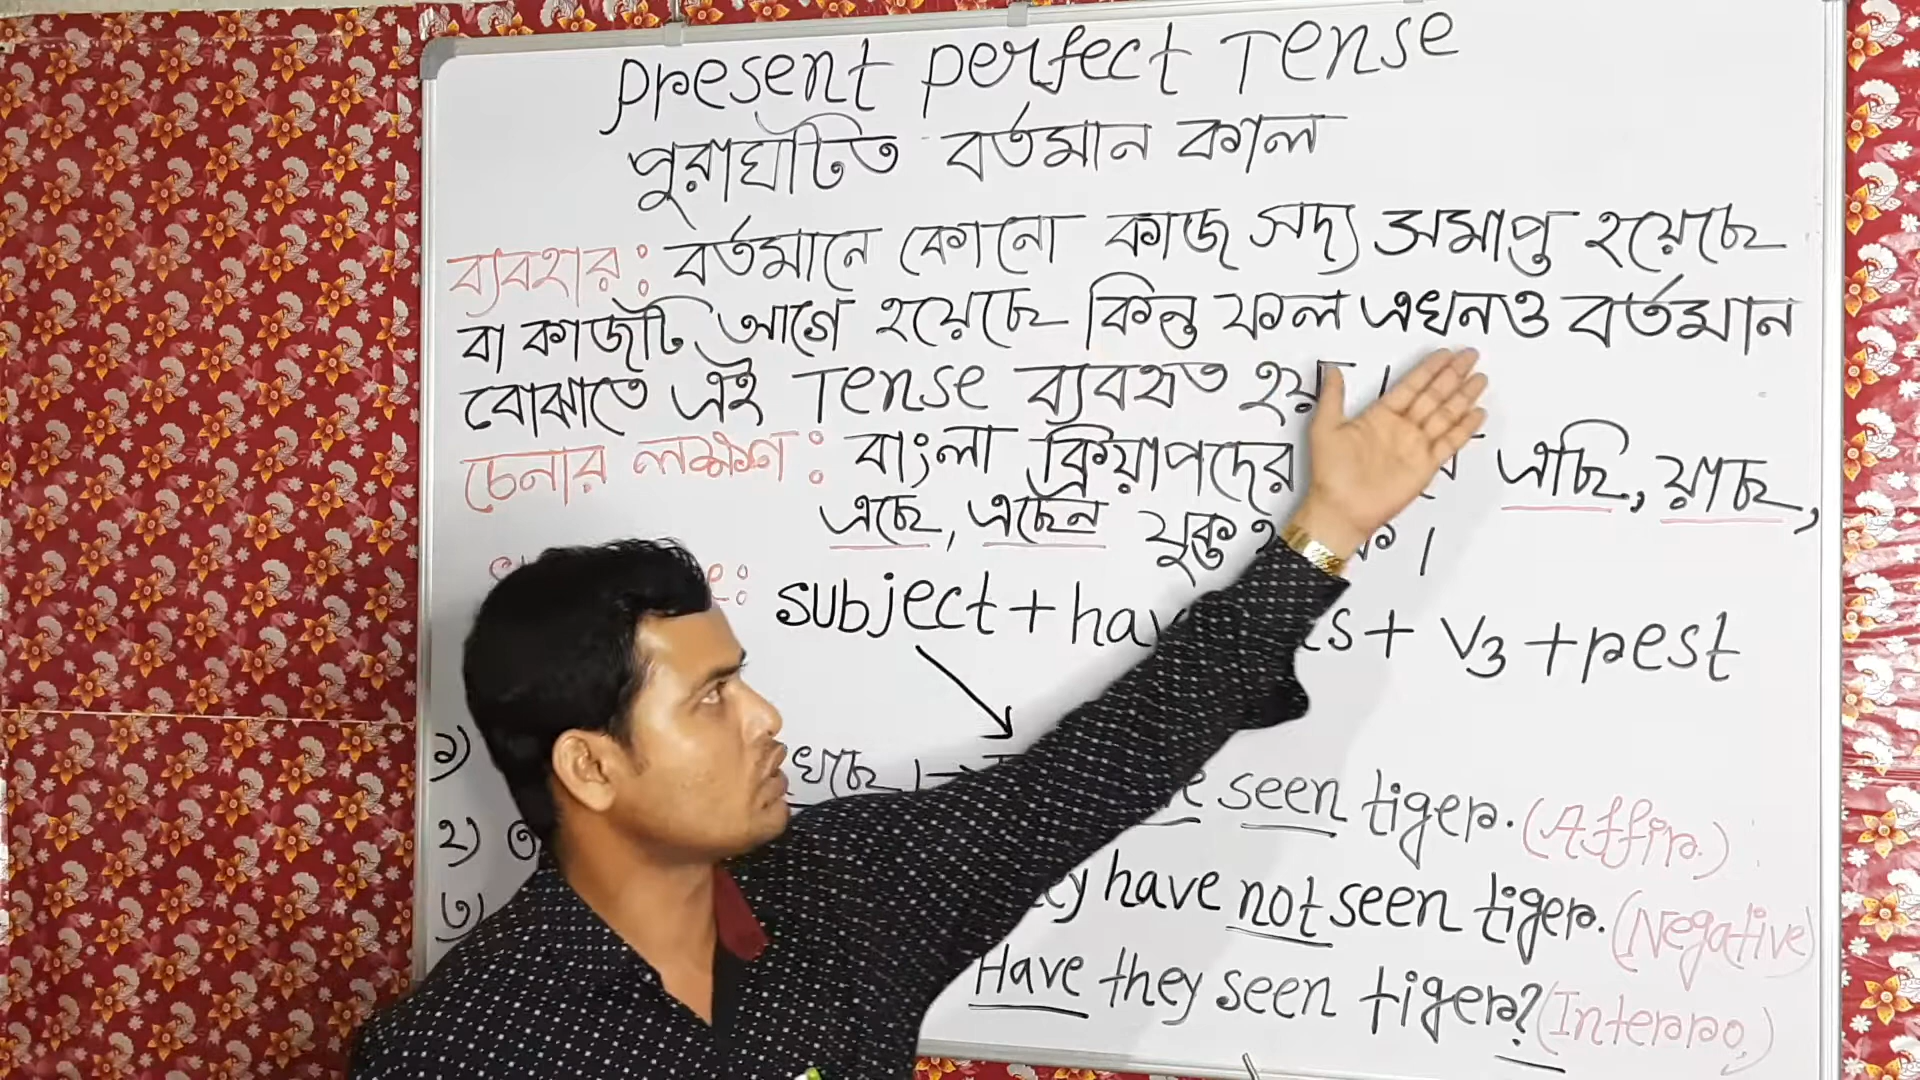 Present perfect Tense
পুরাঘটিত বর্তমান কাল
ব্যবহার: বর্তমানে কোনো কাজ সদ্য সমাপ্ত হয়েছে
বা কাজটি আগে হয়েছে কিন্তু ফল এখনও বর্তমান
বোঝাতে এই Tense ব্যবহৃত হয়।
চেনার লক্ষণ: বাংলা ক্রিয়াপদের এছি, য়াছ,
এছে, এছেন যুক্ত
subject + + V3 + pest
১) seen tiger. (Affir.)
২) have not seen tiger. (Negative)
৩) Have they seen tiger? (Interro,)